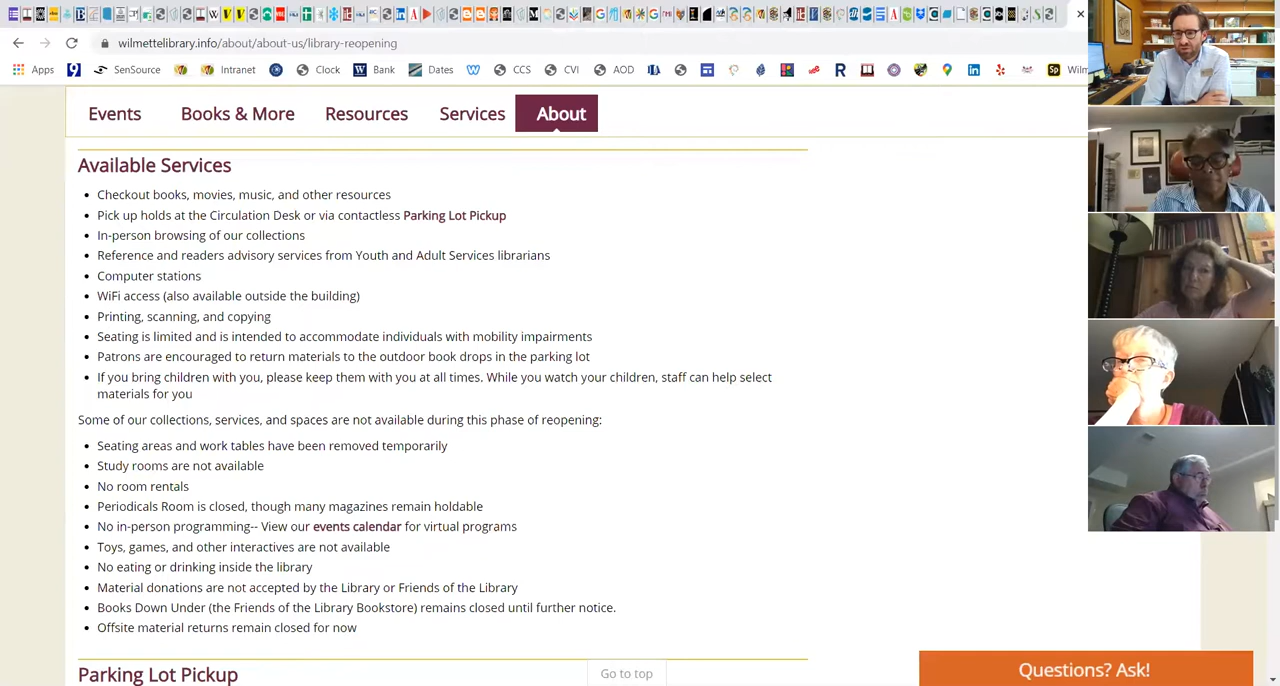 wilmettelibrary.info/about/about-us/library-reopening
Apps SenSource Intranet Clock Bank Dates CCS CVI AOD Wilm
Events Books & More Resources Services About
Available Services
Checkout books, movies, music, and other resources
Pick up holds at the Circulation Desk or via contactless Parking Lot Pickup
In-person browsing of our collections
Reference and readers advisory services from Youth and Adult Services librarians
Computer stations
WiFi access (also available outside the building)
Printing, scanning, and copying
Seating is limited and is intended to accommodate individuals with mobility impairments
Patrons are encouraged to return materials to the outdoor book drops in the parking lot
If you bring children with you, please keep them with you at all times. While you watch your children, staff can help select
materials for you
Some of our collections, services, and spaces are not available during this phase of reopening:
Seating areas and work tables have been removed temporarily
Study rooms are not available
No room rentals
Periodicals Room is closed, though many magazines remain holdable
No in-person programming-- View our events calendar for virtual programs
Toys, games, and other interactives are not available
No eating or drinking inside the library
Material donations are not accepted by the Library or Friends of the Library
Books Down Under (the Friends of the Library Bookstore) remains closed until further notice.
Offsite material returns remain closed for now
Parking Lot Pickup
Go to top
Questions? Ask!